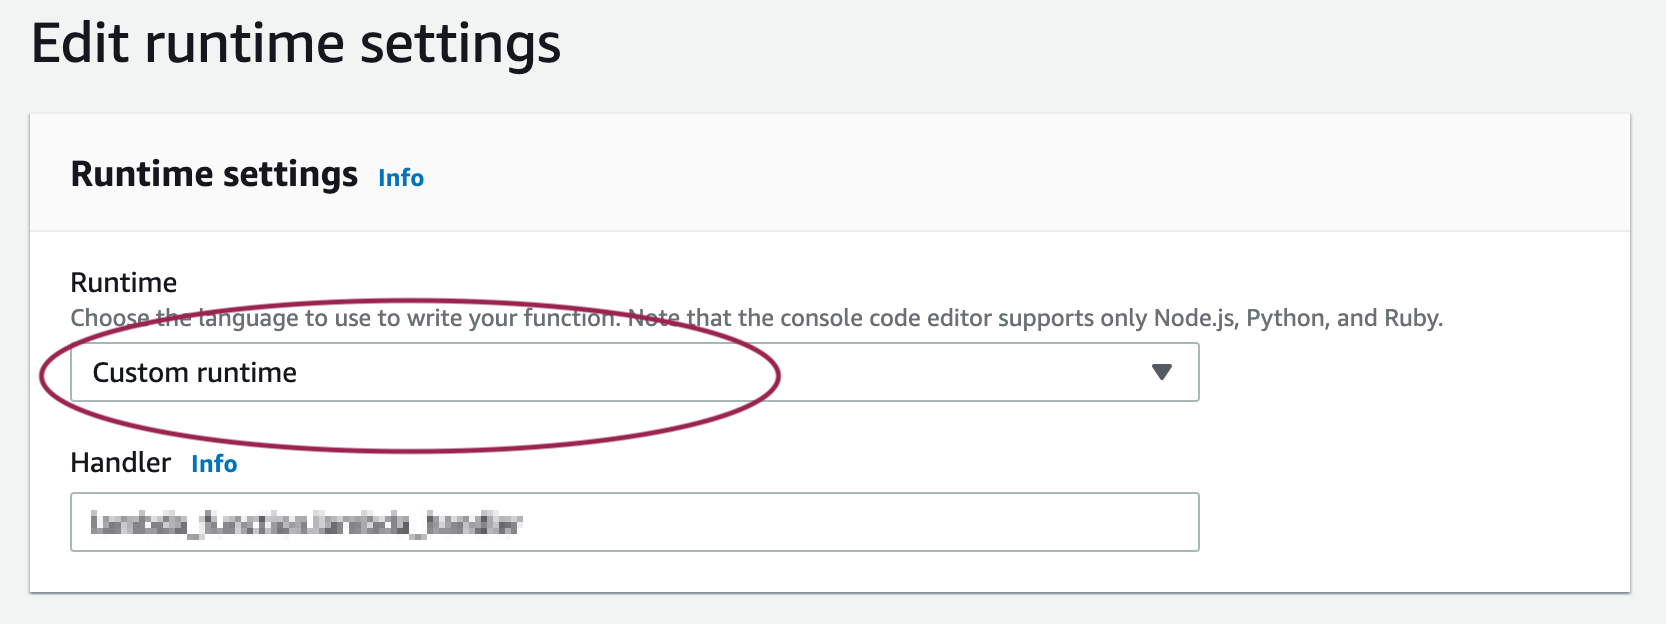 Edit runtime settings
Runtime settings Info
Runtime
Choose the language to use to write your function. Note that the console code editor supports only Node.js, Python, and Ruby.
Custom runtime
Handler Info